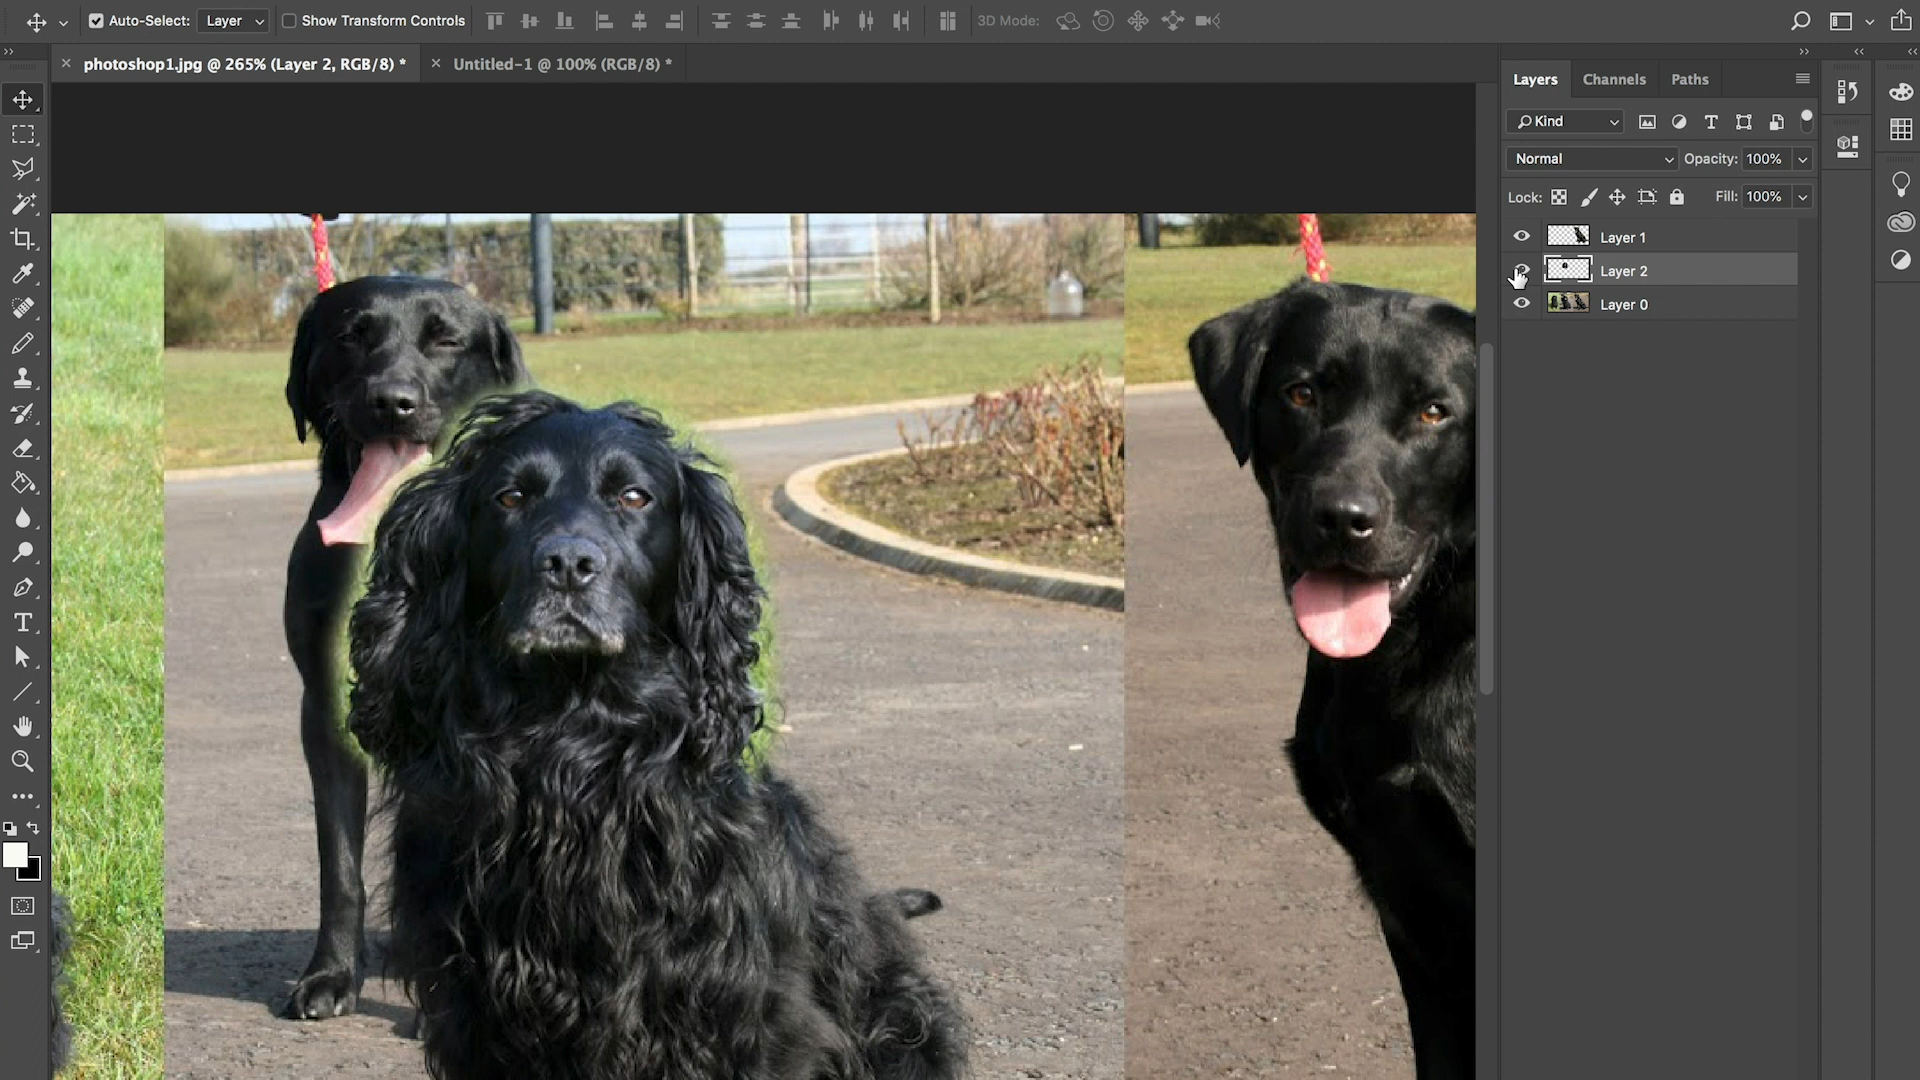 Auto-Select: Layer Show Transform Controls 3D Mode:
photoshop1.jpg @ 265% (Layer 2, RGB/8) * Untitled-1 @ 100% (RGB/8) *
Layers Channels Paths
Kind
Normal Opacity: 100%
Lock: Fill: 100%
Layer 1
Layer 2
Layer 0